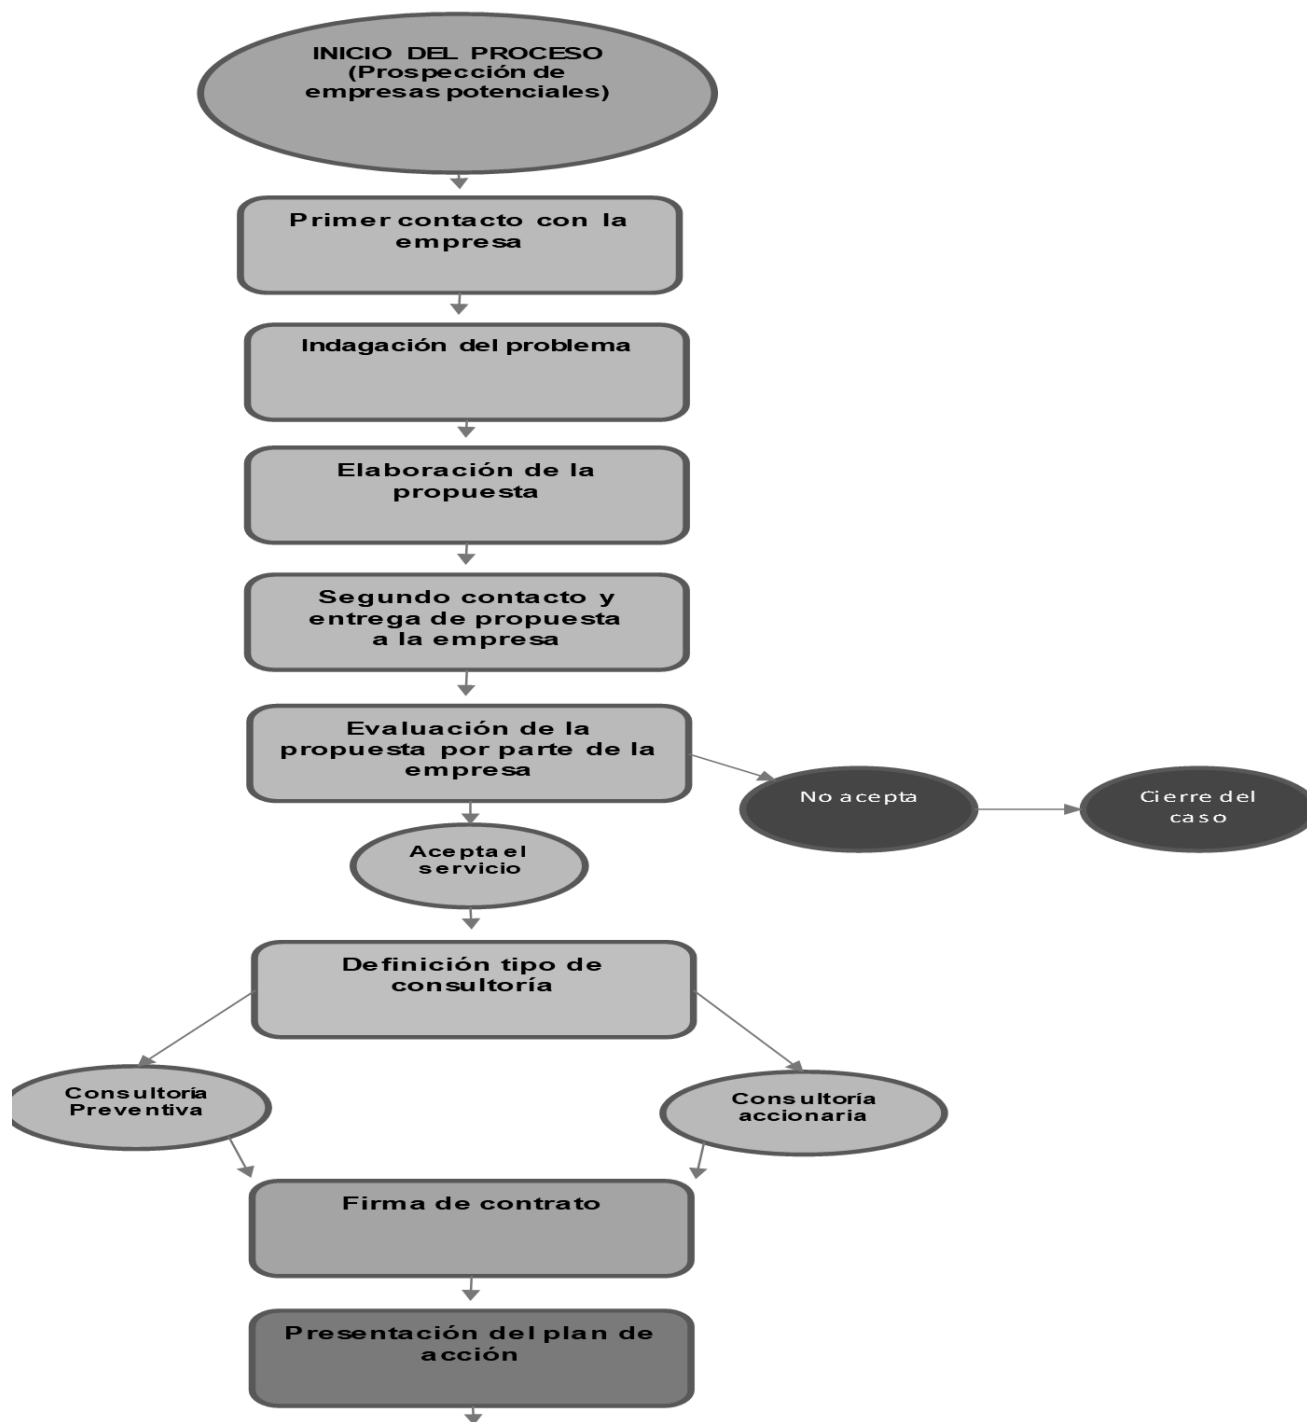 INICIO DEL PROCESO
(Prospección de
empresas potenciales)
Primer contacto con la
empresa
Indagación del problema
Elaboración de la
propuesta
Segundo contacto y
entrega de propuesta
a la empresa
Evaluación de la
propuesta por parte de la
empresa
No acepta
Cierre del
caso
Acepta el
servicio
Definición tipo de
consultoría
Consultoría
Preventiva
Consultoría
accionaria
Firma de contrato
Presentación del plan de
acción